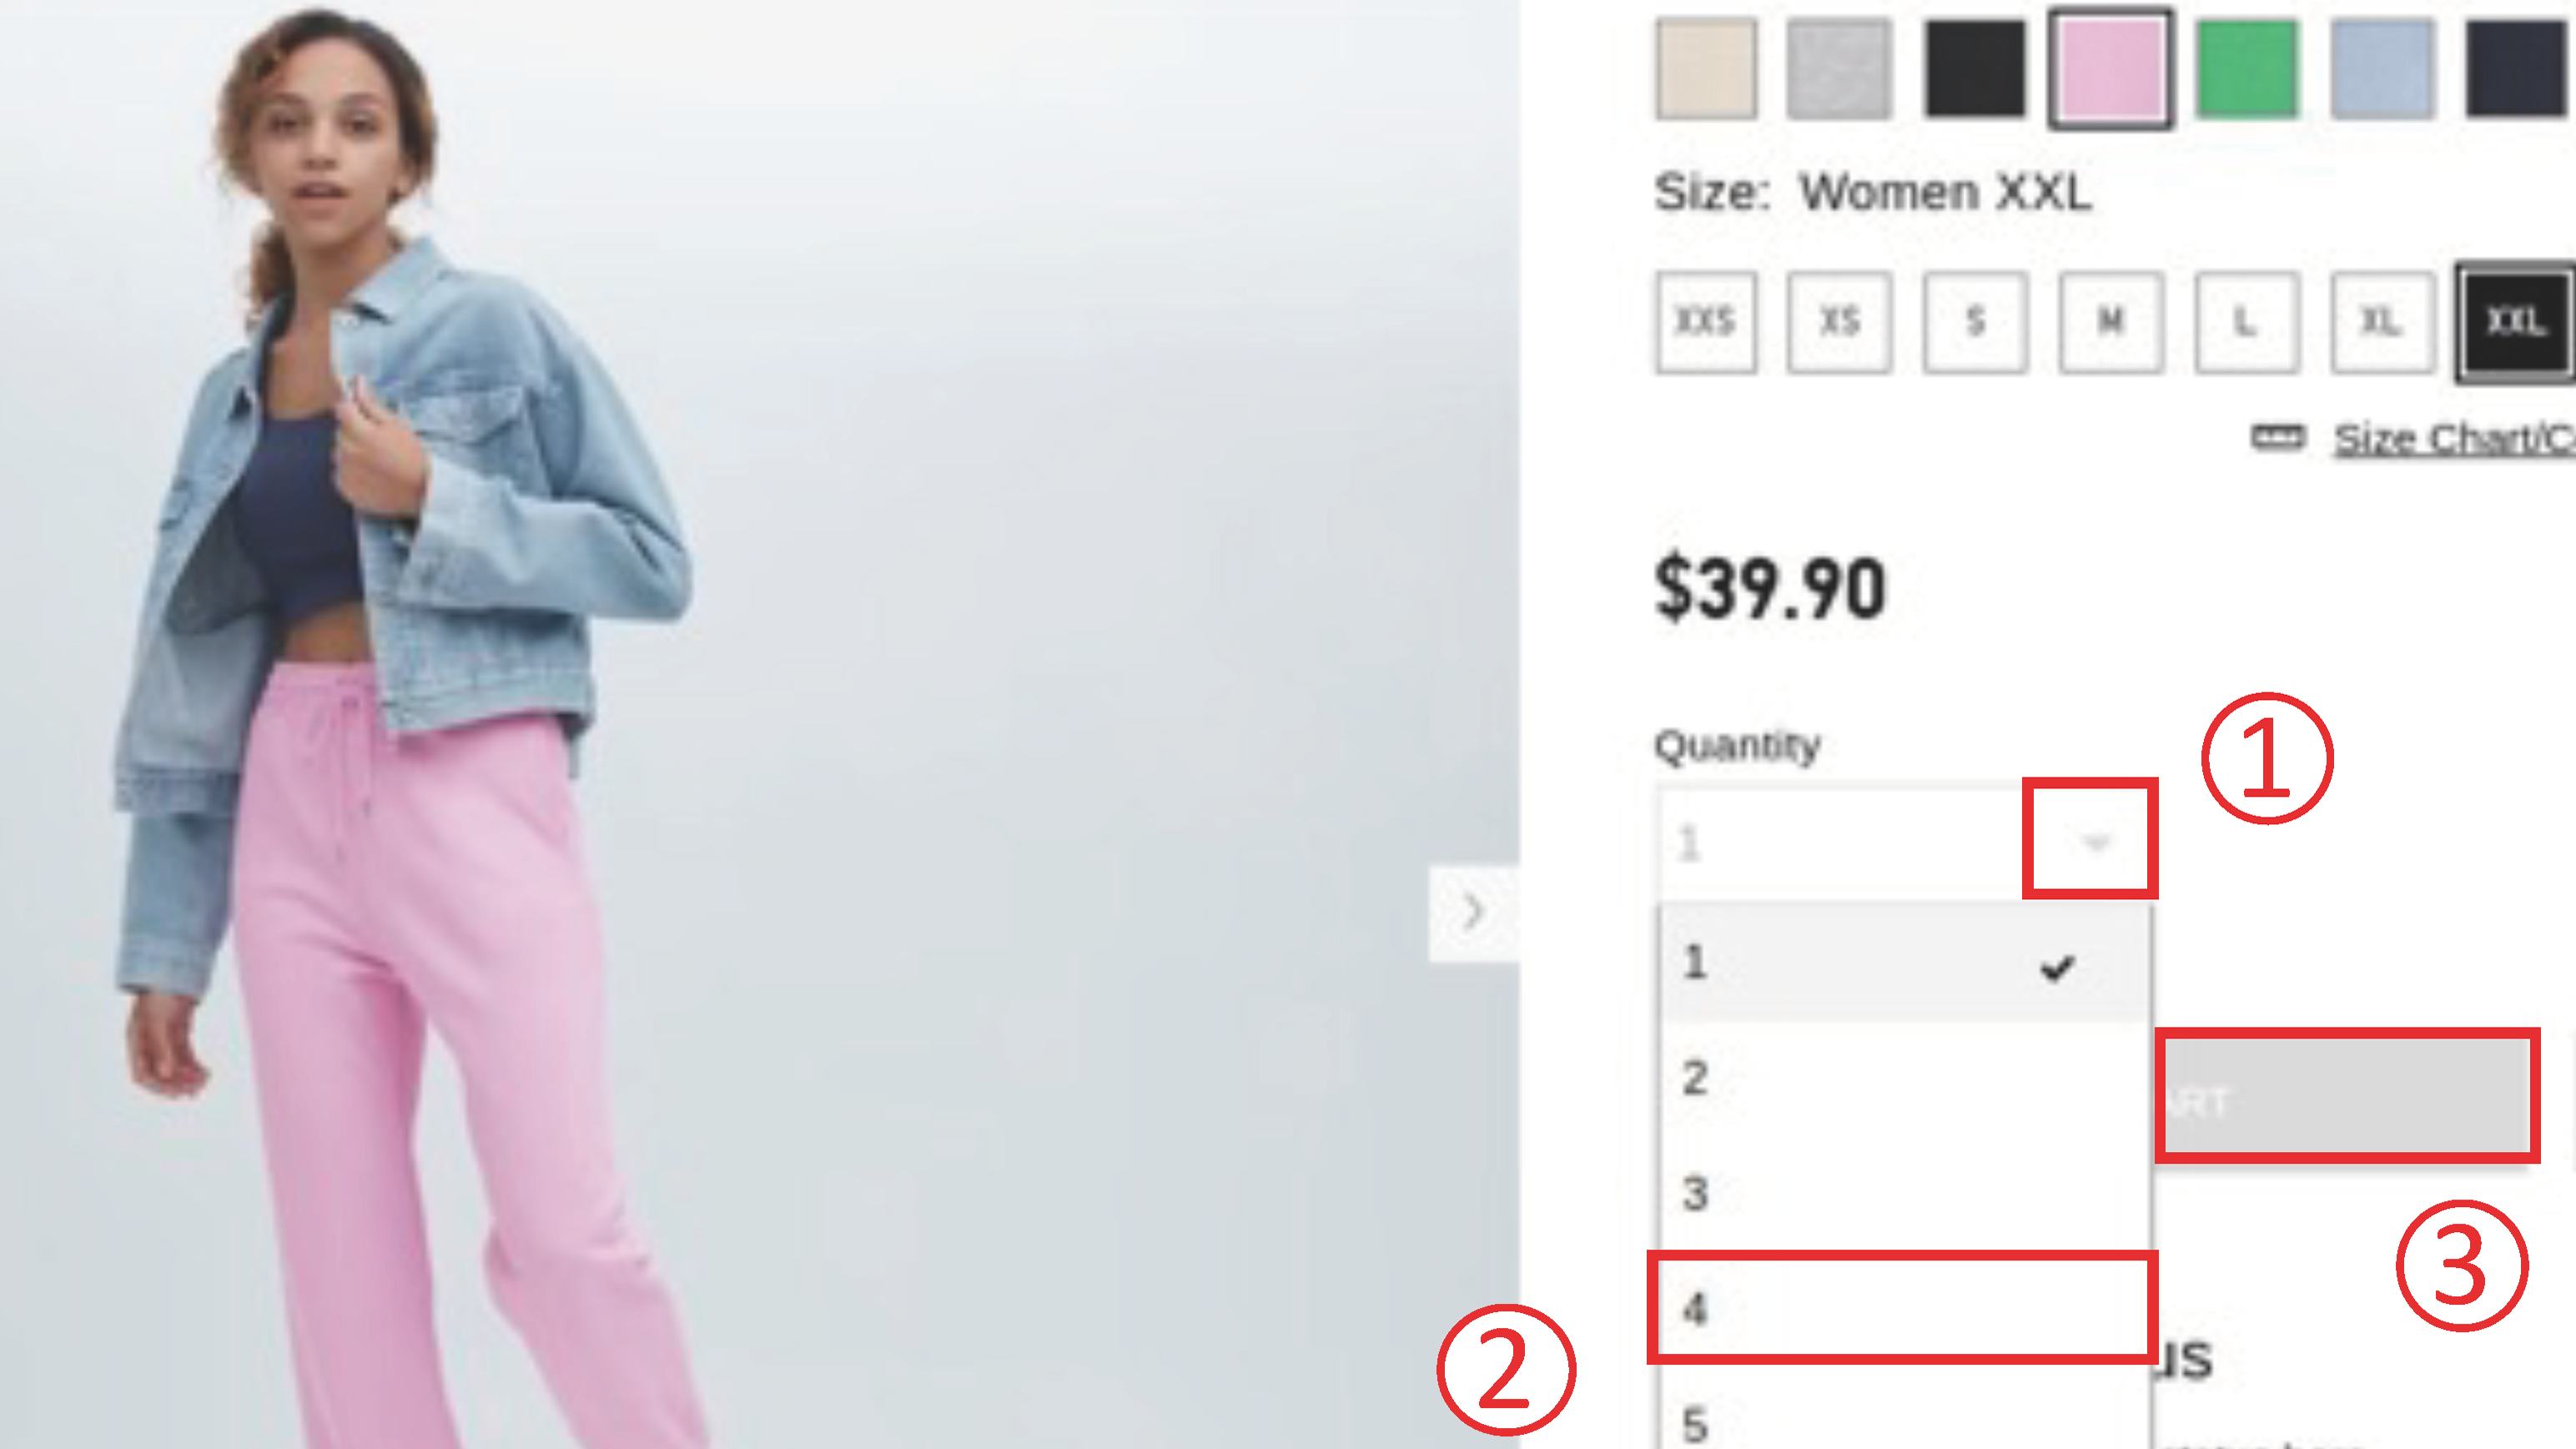 Size: Women XXL
XXS XS S M L XL XXL
Size Chart/C
$39.90
Quantity
①
1
1
2
ART
3
③
4
②
us
5